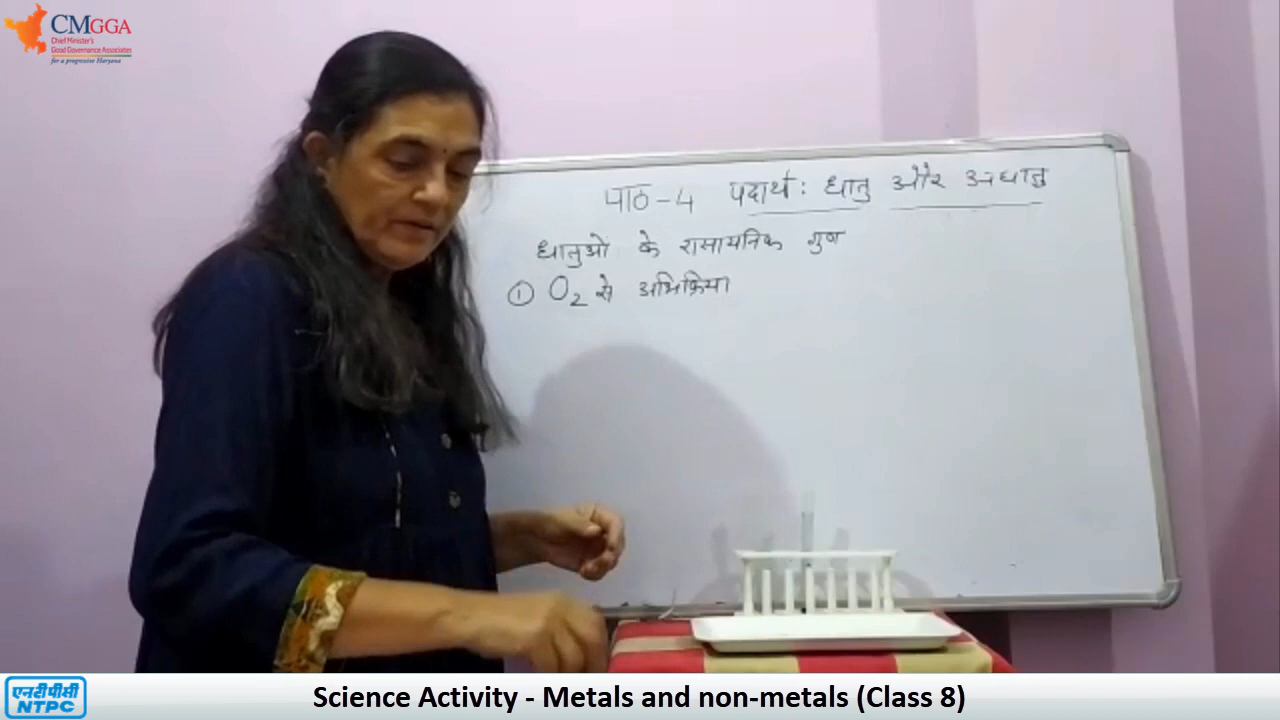 CMGGA
Chief Minister's
Good Governance Associates
for a progressive Haryana
पाठ-4 पदार्थ: धातु और अधातु
धातुओ के रासायनिक गुण
① O2 से अभिक्रिया
एनटीपीसी
NTPC
Science Activity - Metals and non-metals (Class 8)